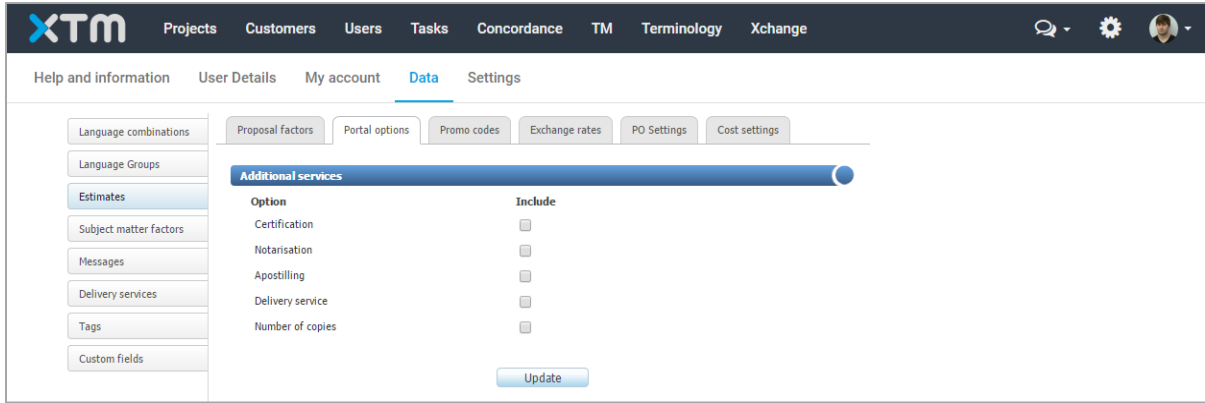 XTM Projects Customers Users Tasks Concordance TM Terminology Xchange
Help and information User Details My account Data Settings
Language combinations
Language Groups
Estimates
Subject matter factors
Messages
Delivery services
Tags
Custom fields
Proposal factors Portal options Promo codes Exchange rates PO Settings Cost settings
Additional services
Option Include
Certification
Notarisation
Apostilling
Delivery service
Number of copies
Update